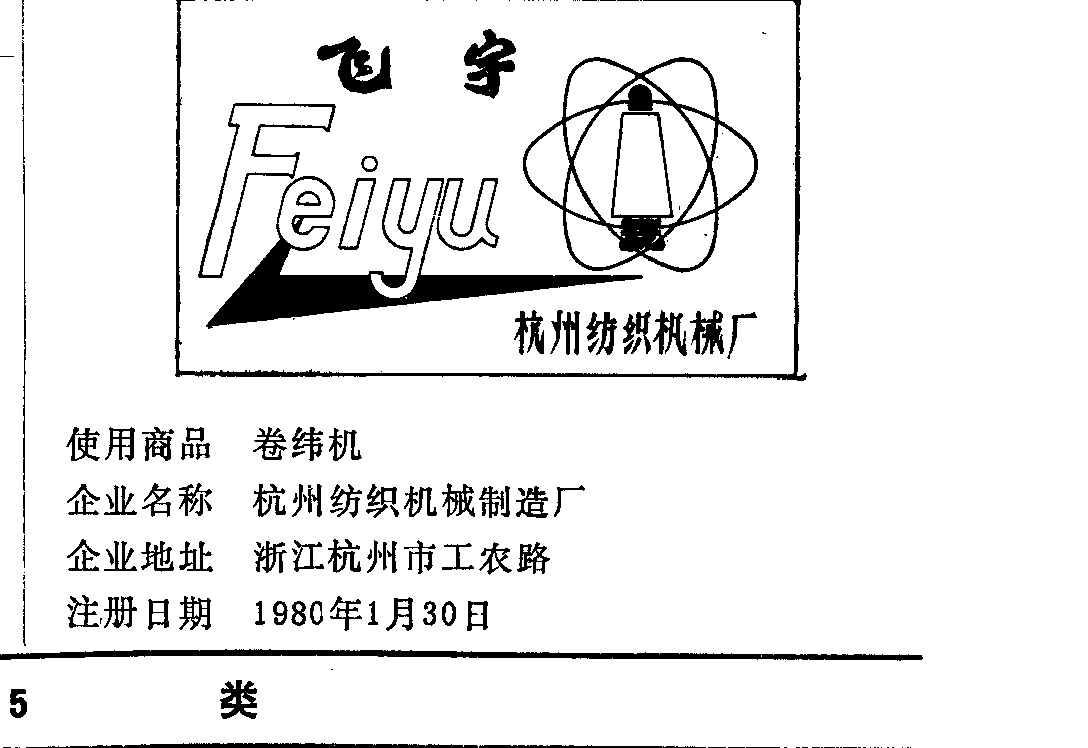 飞宇
Feiyu
杭州纺织机械厂
使用商品 卷纬机
企业名称 杭州纺织机械制造厂
企业地址 浙江杭州市工农路
注册日期 1980年1月30日
5 类